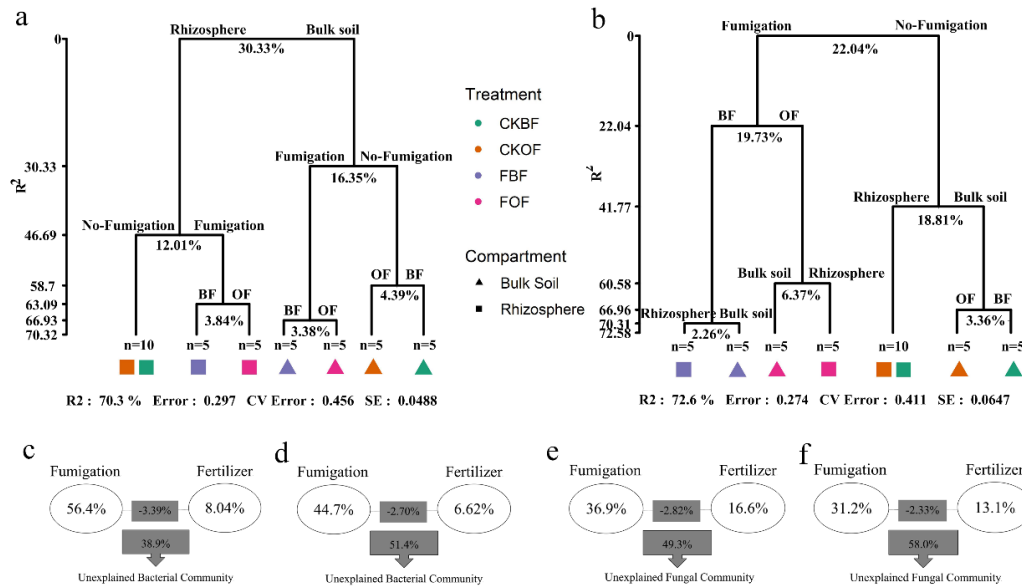 a
Rhizosphere Bulk soil
0
30.33%
Fumigation No-Fumigation
30.33
16.35%
R2
No-Fumigation Fumigation
46.69
12.01%
OF BF
58.7
4.39%
BF OF
63.09
3.84%
BF OF
66.93
3.38%
70.32
n=10 n=5 n=5 n=5 n=5 n=5 n=5
R2 : 70.3 % Error : 0.297 CV Error : 0.456 SE : 0.0488
Treatment
CKBF
CKOF
FBF
FOF
Compartment
Bulk Soil
Rhizosphere
b
Fumigation No-Fumigation
0
22.04%
BF OF
22.04
19.73%
R2
Rhizosphere Bulk soil
41.77
18.81%
Bulk soil Rhizosphere
60.58
6.37%
OF BF
66.96
3.36%
Rhizosphere Bulk soil
70.31
2.26%
72.58
n=5 n=5 n=5 n=5 n=10 n=5 n=5
R2 : 72.6 % Error : 0.274 CV Error : 0.411 SE : 0.0647
c
Fumigation Fertilizer
56.4% -3.39% 8.04%
38.9%
Unexplained Bacterial Community
d
Fumigation Fertilizer
44.7% -2.70% 6.62%
51.4%
Unexplained Bacterial Community
e
Fumigation Fertilizer
36.9% -2.82% 16.6%
49.3%
Unexplained Fungal Community
f
Fumigation Fertilizer
31.2% -2.33% 13.1%
58.0%
Unexplained Fungal Community